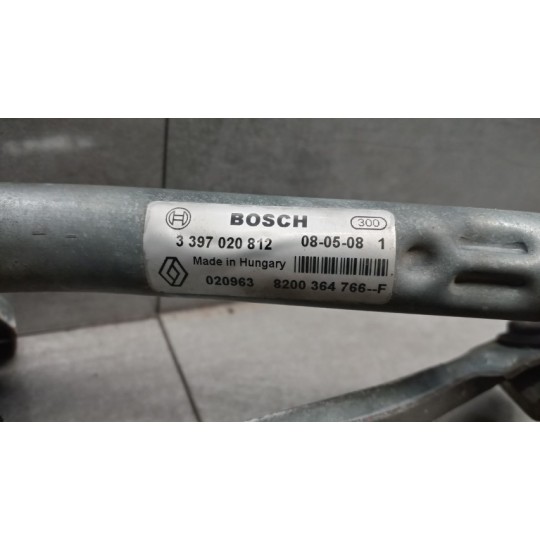 BOSCH 300
3 397 020 812 08-05-08 1
Made in Hungary
020963 8200 364 766--F